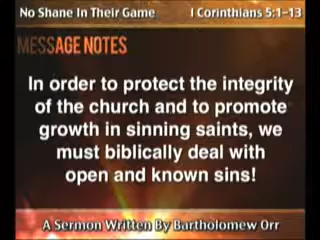 No Shane In Their Game I Corinthians 5:1-13
MESSAGE NOTES
In order to protect the integrity
of the church and to promote
growth in sinning saints, we
must biblically deal with
open and known sins!
A Sermon Written By Bartholomew Orr